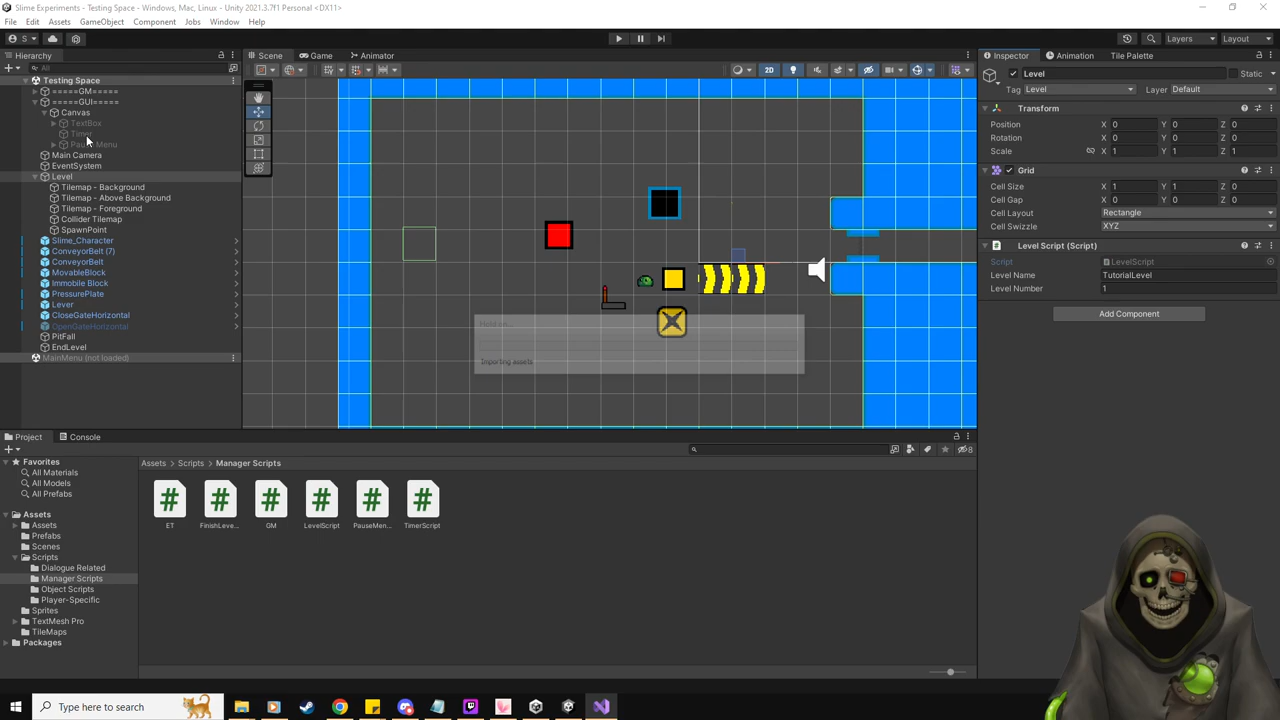 Slime Experiments - Testing Space - Windows, Mac, Linux - Unity 2021.3.7f1 Personal <DX11>
File Edit Assets GameObject Component Jobs Window Help
S Layers Layout
Hierarchy Scene Game Animator Inspector Animation Tile Palette
All 2D
Level Static
Tag Level Layer Default
Testing Space
=====GM=====
=====GUI=====
Canvas
TextBox
Timer
Pause Menu
Main Camera
EventSystem
Level
Tilemap - Background
Tilemap - Above Background
Tilemap - Foreground
Collider Tilemap
SpawnPoint
Slime_Character
ConveyorBelt (7)
ConveyorBelt
MovableBlock
Immobile Block
PressurePlate
Lever
CloseGateHorizontal
OpenGateHorizontal
PitFall
EndLevel
MainMenu (not loaded)
Importing assets
Transform
Position X 0 Y 0 Z 0
Rotation X 0 Y 0 Z 0
Scale X 1 Y 1 Z 1
Grid
Cell Size X 1 Y 1 Z 0
Cell Gap X 0 Y 0 Z 0
Cell Layout Rectangle
Cell Swizzle XYZ
Level Script (Script)
Script LevelScript
Level Name TutorialLevel
Level Number 1
Add Component
Project Console
8
Favorites
All Materials
All Models
All Prefabs
Assets
Assets
Prefabs
Scenes
Scripts
Dialogue Related
Manager Scripts
Object Scripts
Player-Specific
Sprites
TextMesh Pro
TileMaps
Packages
Assets > Scripts > Manager Scripts
# # # # # #
ET FinishLeve... GM LevelScript PauseMen... TimerScript
Type here to search